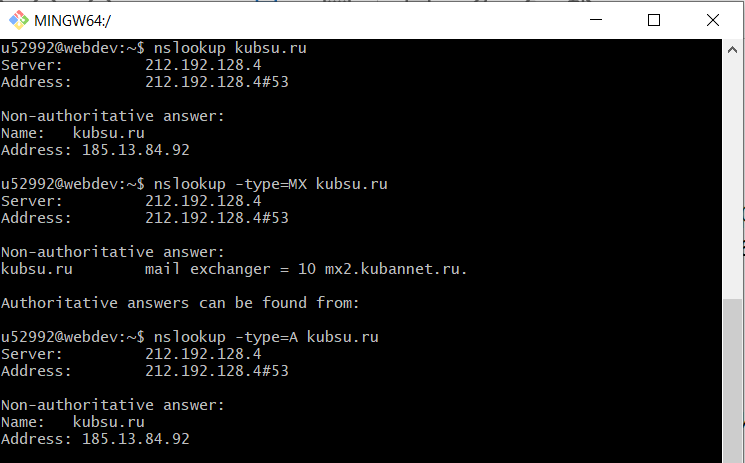 MINGW64:/
u52992@webdev:~$ nslookup kubsu.ru
Server:         212.192.128.4
Address:        212.192.128.4#53

Non-authoritative answer:
Name:   kubsu.ru
Address: 185.13.84.92

u52992@webdev:~$ nslookup -type=MX kubsu.ru
Server:         212.192.128.4
Address:        212.192.128.4#53

Non-authoritative answer:
kubsu.ru        mail exchanger = 10 mx2.kubannet.ru.

Authoritative answers can be found from:

u52992@webdev:~$ nslookup -type=A kubsu.ru
Server:         212.192.128.4
Address:        212.192.128.4#53

Non-authoritative answer:
Name:   kubsu.ru
Address: 185.13.84.92